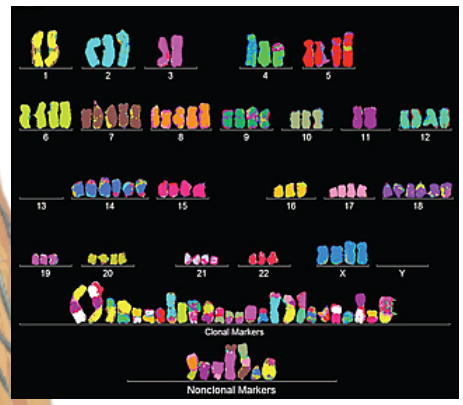 1 2 3 4 5
6 7 8 9 10 11 12
13 14 15 16 17 18
19 20 21 22 X Y
Clonal Markers
Nonclonal Markers